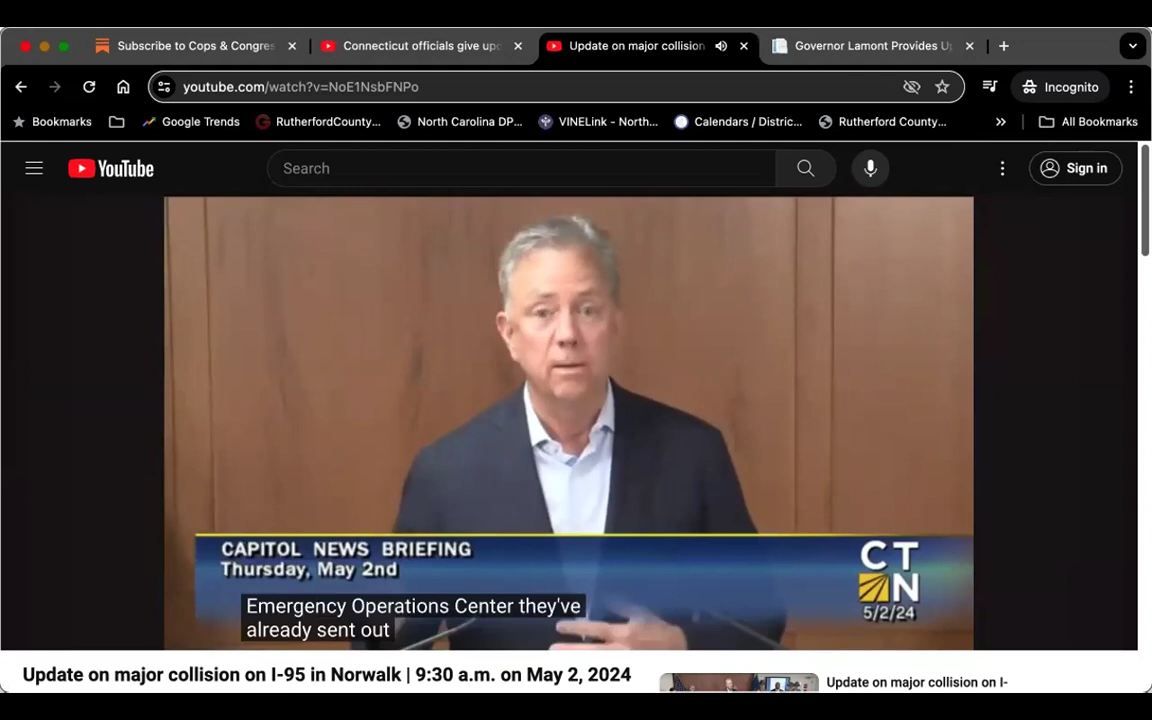 Subscribe to Cops & Congres
Connecticut officials give upd
Update on major collision
Governor Lamont Provides U
youtube.com/watch?v=NoE1NsbFNPo
Incognito
Bookmarks
Google Trends
RutherfordCounty...
North Carolina DP...
VINELink - North...
Calendars / Distric...
Rutherford County...
»
All Bookmarks
YouTube
Search
Sign in
CAPITOL NEWS BRIEFING
Thursday, May 2nd
CT
N
5/2/24
Emergency Operations Center they've
already sent out
Update on major collision on I-95 in Norwalk | 9:30 a.m. on May 2, 2024
Update on major collision on I-